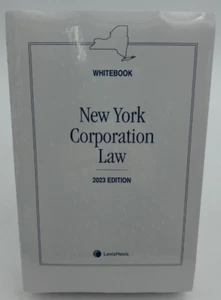 WHITEBOOK
New York
Corporation
Law
2023 EDITION
LexisNexis